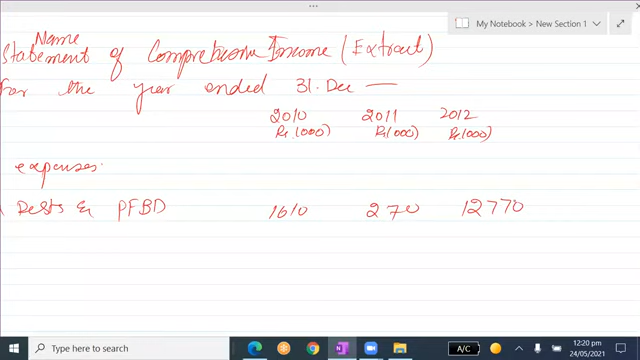 My Notebook > New Section 1
Name
Statement of Comprehensive Income (Extract)
For the year ended 31. Dec —
2010 2011 2012
Rs.(000) Rs.(000) Rs.(000)
expenses:
PFBD 1610 270 12770
Type here to search
A/C
12:20 pm
24/05/2021